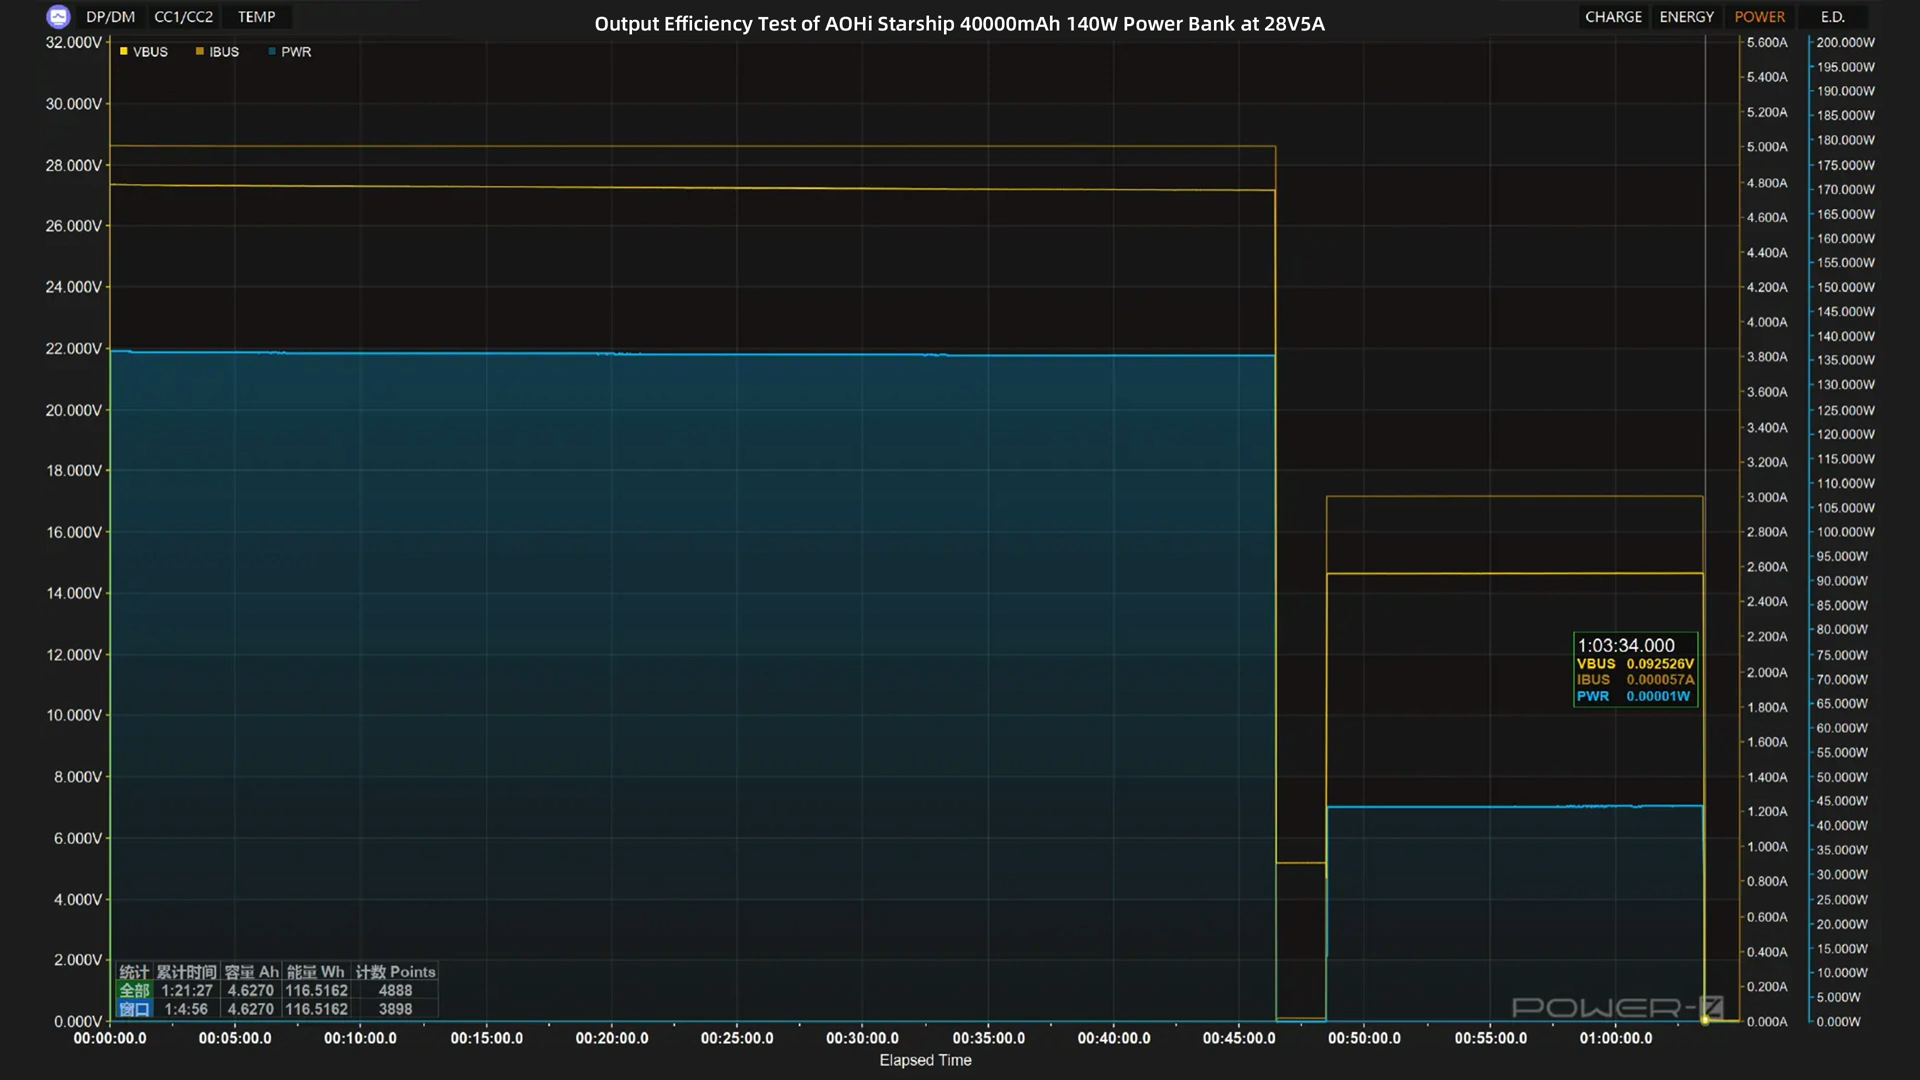 DP/DM CC1/CC2 TEMP
Output Efficiency Test of AOHi Starship 40000mAh 140W Power Bank at 28V5A
CHARGE ENERGY POWER E.D.
VBUS IBUS PWR
32.000V
30.000V
28.000V
26.000V
24.000V
22.000V
20.000V
18.000V
16.000V
14.000V
12.000V
10.000V
8.000V
6.000V
4.000V
2.000V
0.000V
5.600A
5.400A
5.200A
5.000A
4.800A
4.600A
4.400A
4.200A
4.000A
3.800A
3.600A
3.400A
3.200A
3.000A
2.800A
2.600A
2.400A
2.200A
2.000A
1.800A
1.600A
1.400A
1.200A
1.000A
0.800A
0.600A
0.400A
0.200A
0.000A
200.000W
195.000W
190.000W
185.000W
180.000W
175.000W
170.000W
165.000W
160.000W
155.000W
150.000W
145.000W
140.000W
135.000W
130.000W
125.000W
120.000W
115.000W
110.000W
105.000W
100.000W
95.000W
90.000W
85.000W
80.000W
75.000W
70.000W
65.000W
60.000W
55.000W
50.000W
45.000W
40.000W
35.000W
30.000W
25.000W
20.000W
15.000W
10.000W
5.000W
0.000W
1:03:34.000
VBUS 0.092526V
IBUS 0.000057A
PWR 0.00001W
统计 累计时间 容量 Ah 能量 Wh 计数 Points
全部 1:21:27 4.6270 116.5162 4888
窗口 1:4:56 4.6270 116.5162 3898
POWER-Z
00:00:00.0 00:05:00.0 00:10:00.0 00:15:00.0 00:20:00.0 00:25:00.0 00:30:00.0 00:35:00.0 00:40:00.0 00:45:00.0 00:50:00.0 00:55:00.0 01:00:00.0
Elapsed Time